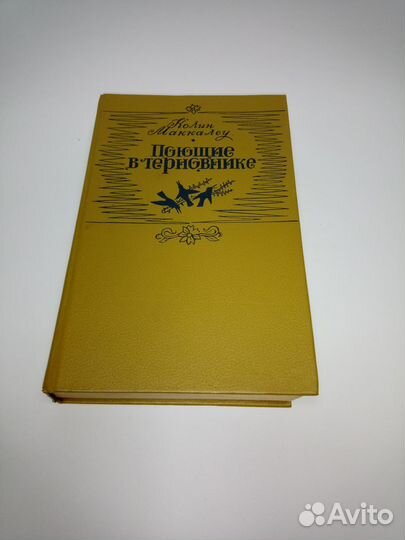 Колин
Маккалоу
Поющие
в терновнике
Avito